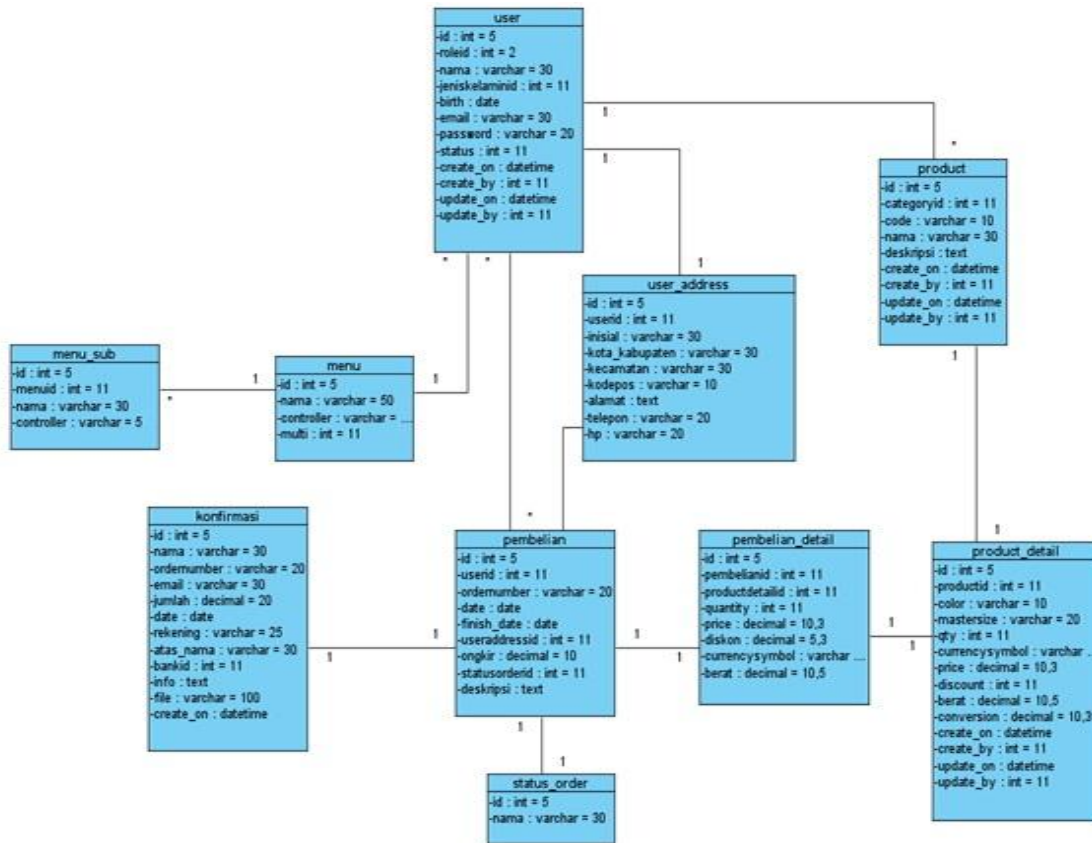 user
-id : int = 5
-roleid : int = 2
-nama : varchar = 30
-jeniskelaminid : int = 11
-birth : date
-email : varchar = 30
-password : varchar = 20
-status : int = 11
-create_on : datetime
-create_by : int = 11
-update_on : datetime
-update_by : int = 11
1
*
1
1
*
*
product
-id : int = 5
-categoryid : int = 11
-code : varchar = 10
-nama : varchar = 30
-deskripsi : text
-create_on : datetime
-create_by : int = 11
-update_on : datetime
-update_by : int = 11
1
1
user_address
-id : int = 5
-userid : int = 11
-inisial : varchar = 30
-kota_kabupaten : varchar = 30
-kecamatan : varchar = 30
-kodepos : varchar = 10
-alamat : text
-telepon : varchar = 20
-hp : varchar = 20
menu_sub
-id : int = 5
-menuid : int = 11
-nama : varchar = 30
-controller : varchar = 5
1
*
menu
-id : int = 5
-nama : varchar = 50
-controller : varchar = ...
-multi : int = 11
1
*
konfirmasi
-id : int = 5
-nama : varchar = 30
-ordernumber : varchar = 20
-email : varchar = 30
-jumlah : decimal = 20
-date : date
-rekening : varchar = 25
-atas_nama : varchar = 30
-bankid : int = 11
-info : text
-file : varchar = 100
-create_on : datetime
1
1
pembelian
-id : int = 5
-userid : int = 11
-ordernumber : varchar = 20
-date : date
-finish_date : date
-useraddressid : int = 11
-ongkir : decimal = 10
-statusorderid : int = 11
-deskripsi : text
1
1
pembelian_detail
-id : int = 5
-pembelianid : int = 11
-productdetailid : int = 11
-quantity : int = 11
-price : decimal = 10,3
-diskon : decimal = 5,3
-currencysymbol : varchar ...
-berat : decimal = 10,5
1
1
product_detail
-id : int = 5
-productid : int = 11
-color : varchar = 10
-mastersize : varchar = 20
-qty : int = 11
-currencysymbol : varchar ...
-price : decimal = 10,3
-discount : int = 11
-berat : decimal = 10,5
-conversion : decimal = 10,3
-create_on : datetime
-create_by : int = 11
-update_on : datetime
-update_by : int = 11
1
1
status_order
-id : int = 5
-nama : varchar = 30